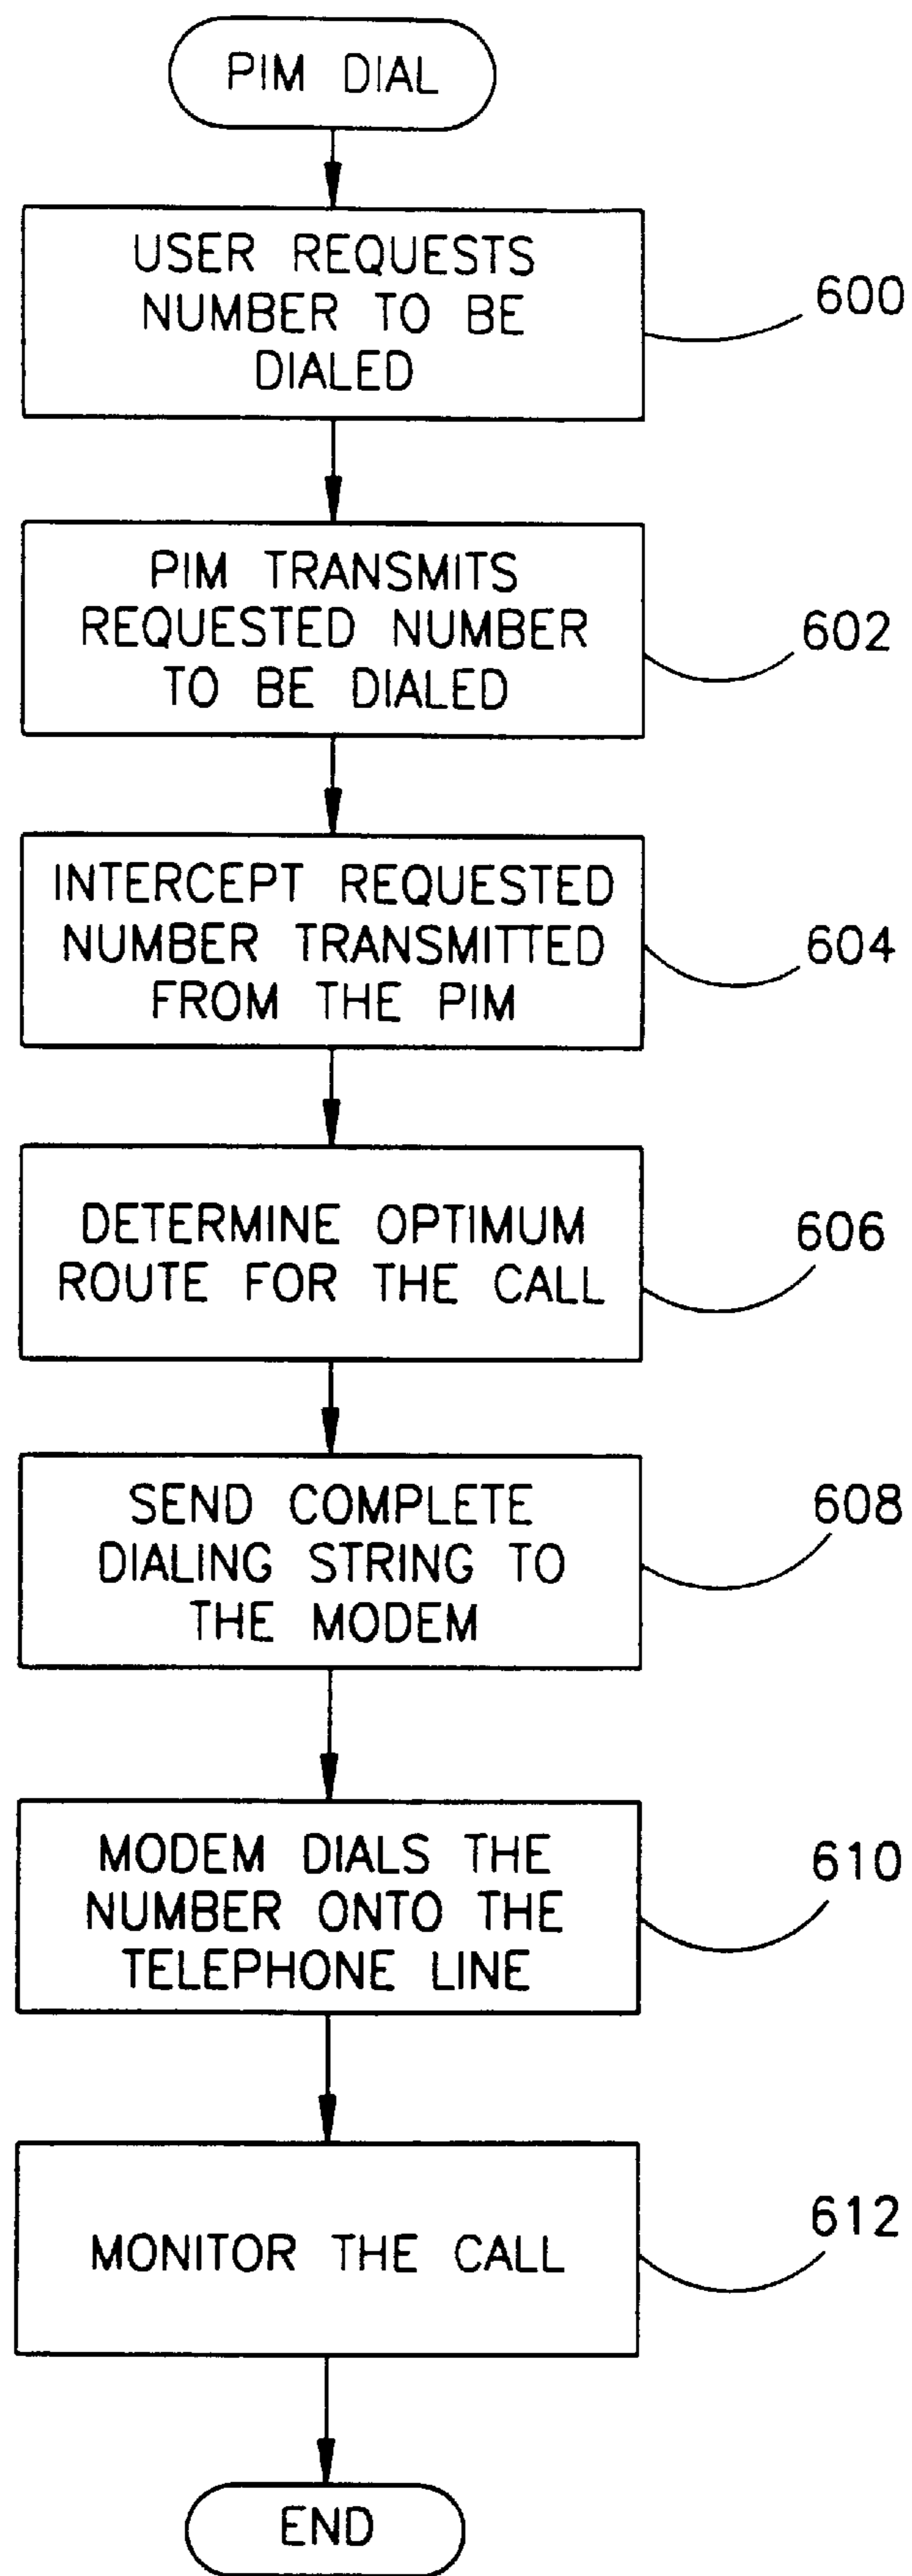 PIM DIAL
USER REQUESTS
NUMBER TO BE
DIALED
600
PIM TRANSMITS
REQUESTED NUMBER
TO BE DIALED
602
INTERCEPT REQUESTED
NUMBER TRANSMITTED
FROM THE PIM
604
DETERMINE OPTIMUM
ROUTE FOR THE CALL
606
SEND COMPLETE
DIALING STRING TO
THE MODEM
608
MODEM DIALS THE
NUMBER ONTO THE
TELEPHONE LINE
610
MONITOR THE CALL
612
END